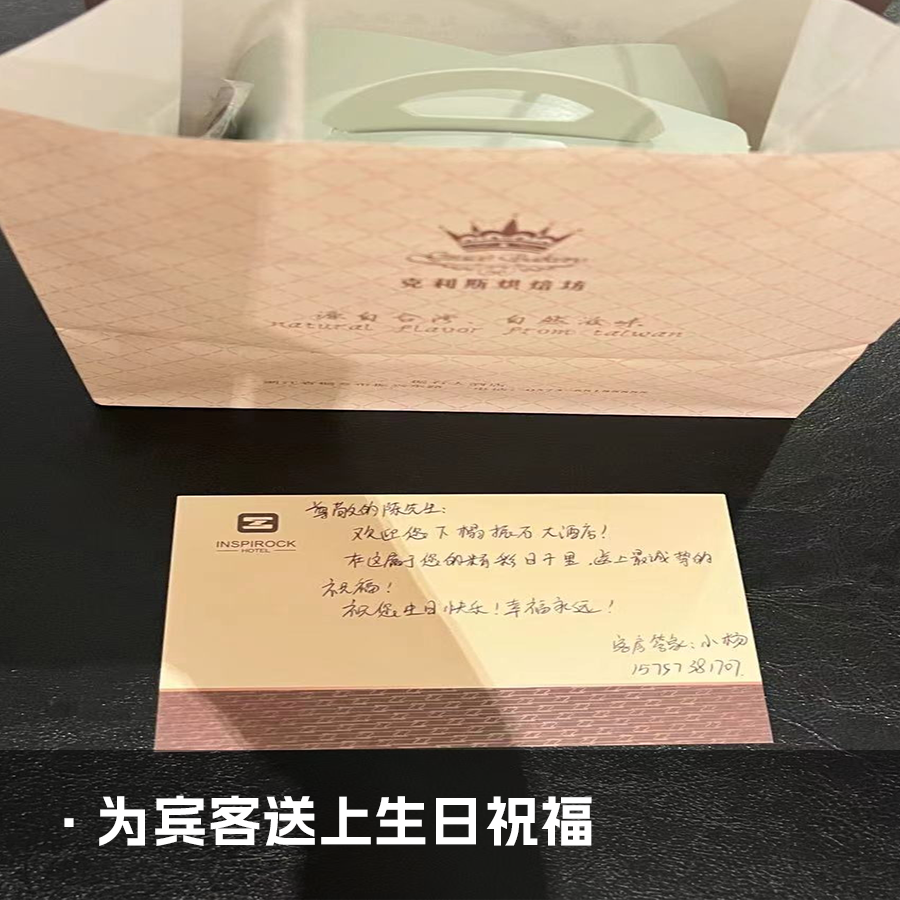 克利斯烘焙坊
源自台湾·自然滋味
natural flavor from taiwan
INSPIROCK
HOTEL
尊敬的陈先生:
欢迎您下榻振石大酒店!
在这属于您的精彩日子里,送上最诚挚的
祝福!
祝您生日快乐!幸福永远!
客房管家:小杨
15757381707.
·为宾客送上生日祝福